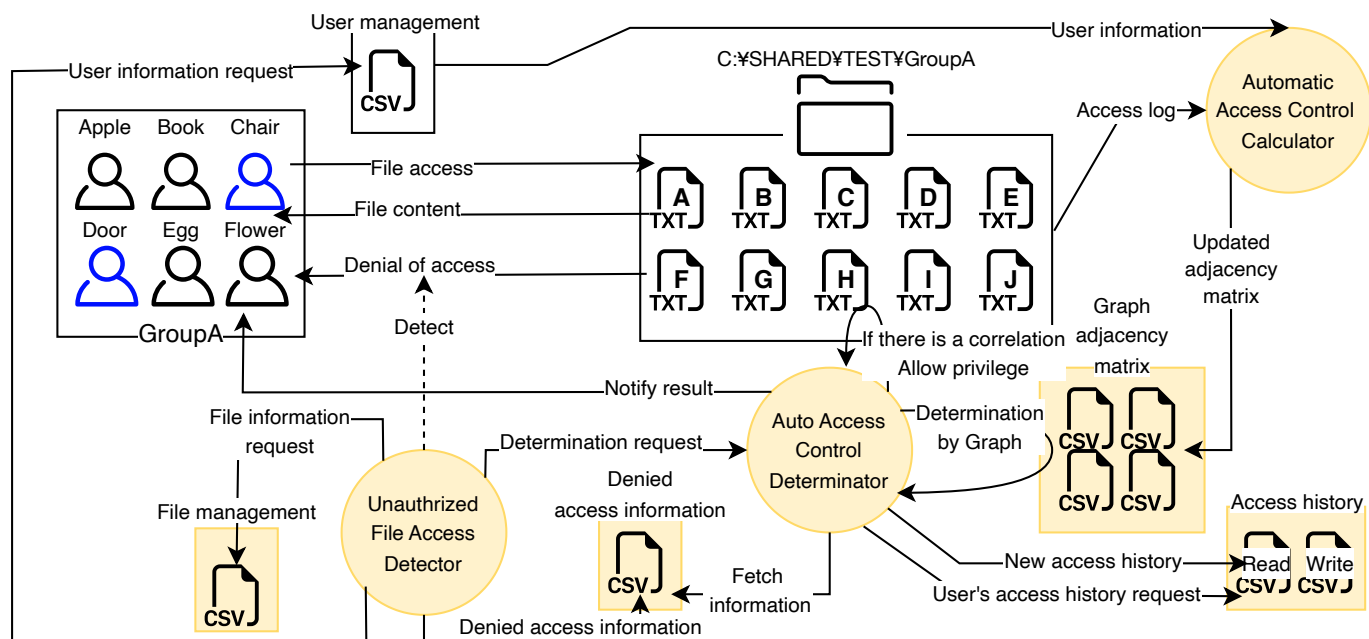 User management
User information
C:¥SHARED¥TEST¥GroupA
User information request
CSV
Automatic
Access Control
Calculator
Access log
Apple
Book
Chair
File access
A
TXT
B
TXT
C
TXT
D
TXT
E
TXT
File content
Door
Egg
Flower
Denial of access
F
TXT
G
TXT
H
TXT
I
TXT
J
TXT
Updated
adjacency
matrix
GroupA
Detect
If there is a correlation
Allow privilege
Graph
adjacency
matrix
Notify result
File information
request
Determination request
Auto Access
Control
Determinator
Determination
by Graph
CSV
CSV
CSV
CSV
File management
CSV
Unauthrized
File Access
Detector
Denied
access information
CSV
Fetch
information
Denied access information
Access history
New access history
Read
CSV
Write
CSV
User's access history request